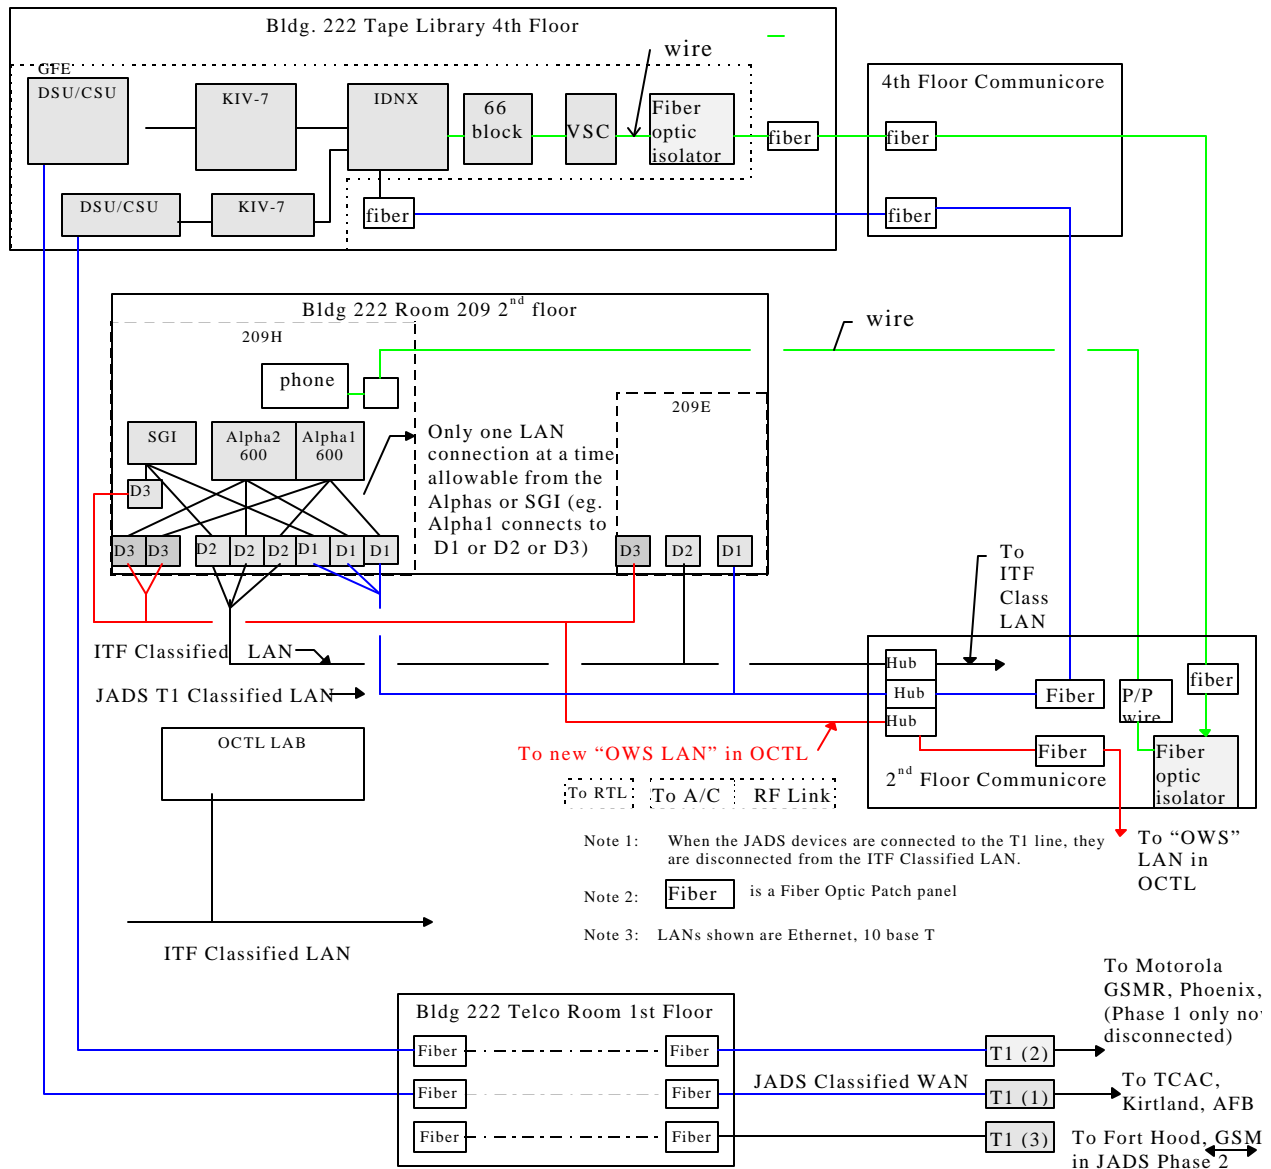 Bldg. 222 Tape Library 4th Floor
wire
GFE
DSU/CSU
KIV-7
IDNX
66
block
VSC
Fiber
optic
isolator
fiber
4th Floor Communicore
fiber
fiber
DSU/CSU
KIV-7
fiber
Bldg 222 Room 209 2nd floor
209H
phone
wire
209E
SGI
Alpha2
600
Alpha1
600
Only one LAN
connection at a time
allowable from the
Alphas or SGI (eg.
Alpha1 connects to
D1 or D2 or D3)
D3
D3
D3
D2
D2
D2
D1
D1
D1
D3
D2
D1
To
ITF
Class
LAN
ITF Classified LAN
JADS T1 Classified LAN
Hub
Hub
Hub
Fiber
P/P
wire
fiber
Fiber
2nd Floor Communicore
Fiber
optic
isolator
OCTL LAB
To new “OWS LAN” in OCTL
To RTL
To A/C
RF Link
Note 1: When the JADS devices are connected to the T1 line, they
are disconnected from the ITF Classified LAN.
To “OWS”
LAN in
OCTL
Note 2: Fiber is a Fiber Optic Patch panel
Note 3: LANs shown are Ethernet, 10 base T
ITF Classified LAN
To Motorola
GSMR, Phoenix,
(Phase 1 only now
disconnected)
Bldg 222 Telco Room 1st Floor
Fiber
Fiber
T1 (2)
Fiber
Fiber
JADS Classified WAN
T1 (1)
To TCAC,
Kirtland, AFB
Fiber
Fiber
T1 (3)
To Fort Hood, GSM
in JADS Phase 2